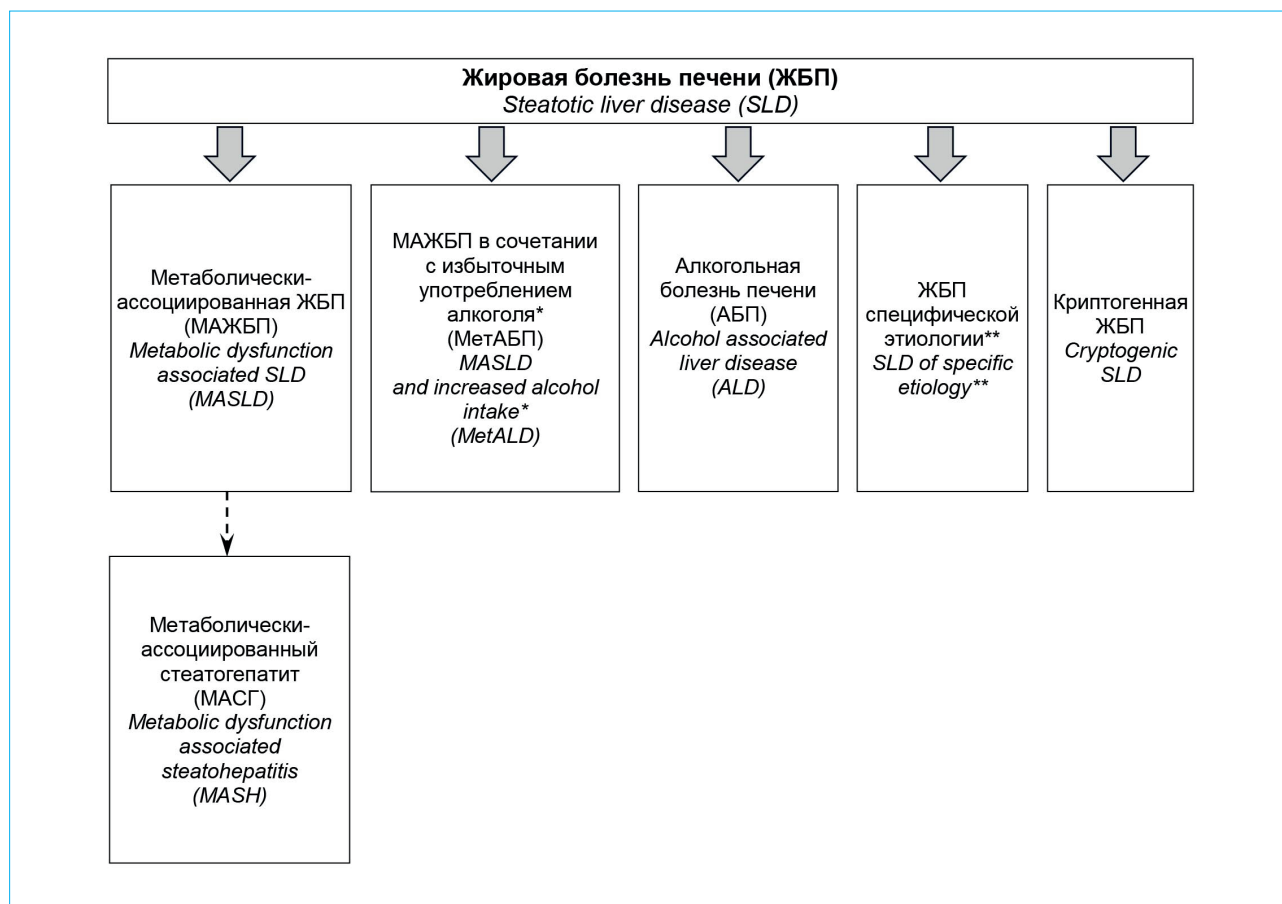 Жировая болезнь печени (ЖБП)
Steatotic liver disease (SLD)
Метаболически-
ассоциированная ЖБП
(МАЖБП)
Metabolic dysfunction
associated SLD
(MASLD)
МАЖБП в сочетании
с избыточным
употреблением
алкоголя*
(МетАБП)
MASLD
and increased alcohol
intake*
(MetALD)
Алкогольная
болезнь печени
(АБП)
Alcohol associated
liver disease
(ALD)
ЖБП
специфической
этиологии**
SLD of specific
etiology**
Криптогенная
ЖБП
Cryptogenic
SLD
Метаболически-
ассоциированный
стеатогепатит
(МАСГ)
Metabolic dysfunction
associated
steatohepatitis
(MASH)